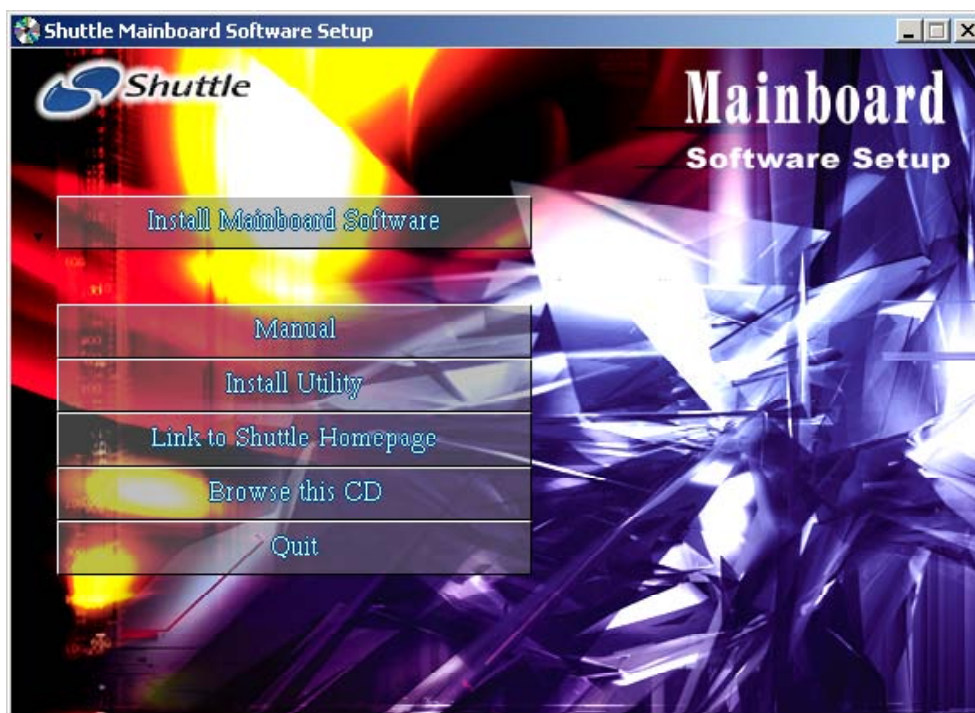 Shuttle Mainboard Software Setup
Shuttle
Mainboard
Software Setup
Install Mainboard Software
Manual
Install Utility
Link to Shuttle Homepage
Browse this CD
Quit